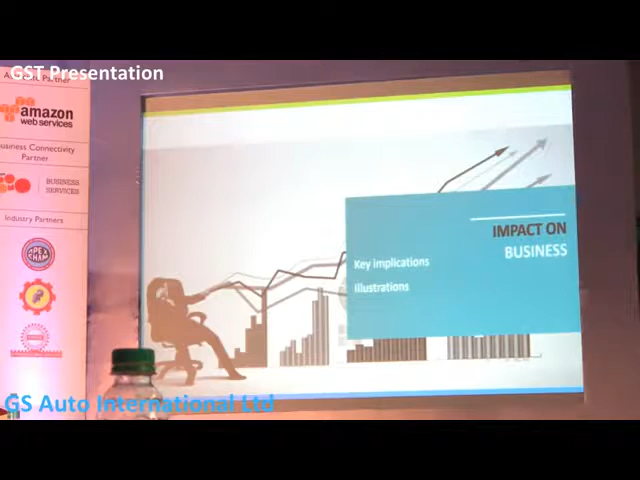 GST Presentation
amazon
web services
Business Connectivity
Partner
BUSINESS
SERVICES
Industry Partners
IMPACT ON
BUSINESS
Key implications
Illustrations
GS Auto International Ltd